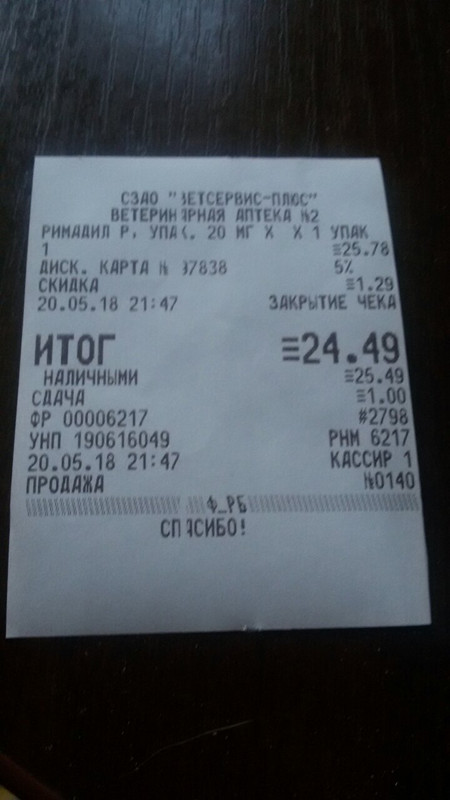 СЗАО "ВЕТСЕРВИС-ПЛЮС"
ВЕТЕРИНАРНАЯ АПТЕКА №2
РИМАДИЛ Р, УПАК. 20 МГ Х Х 1 УПАК
1 ≡25.78
ДИСК. КАРТА № 37838 5%
СКИДКА ≡1.29
20.05.18 21:47 ЗАКРЫТИЕ ЧЕКА
ИТОГ ≡24.49
НАЛИЧНЫМИ ≡25.49
СДАЧА ≡1.00
ФР 00006217 #2798
УНП 190616049 РНМ 6217
20.05.18 21:47 КАССИР 1
ПРОДАЖА №0140
Ф_РБ
СПАСИБО!